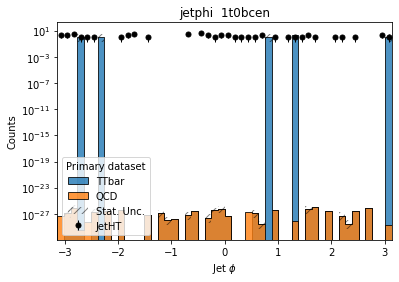 jetphi 1t0bcen
Counts
10¹
10⁻³
10⁻⁷
10⁻¹¹
10⁻¹⁵
10⁻¹⁹
10⁻²³
10⁻²⁷
Primary dataset
TTbar
QCD
Stat. Unc.
JetHT
−3 −2 −1 0 1 2 3
Jet ϕ